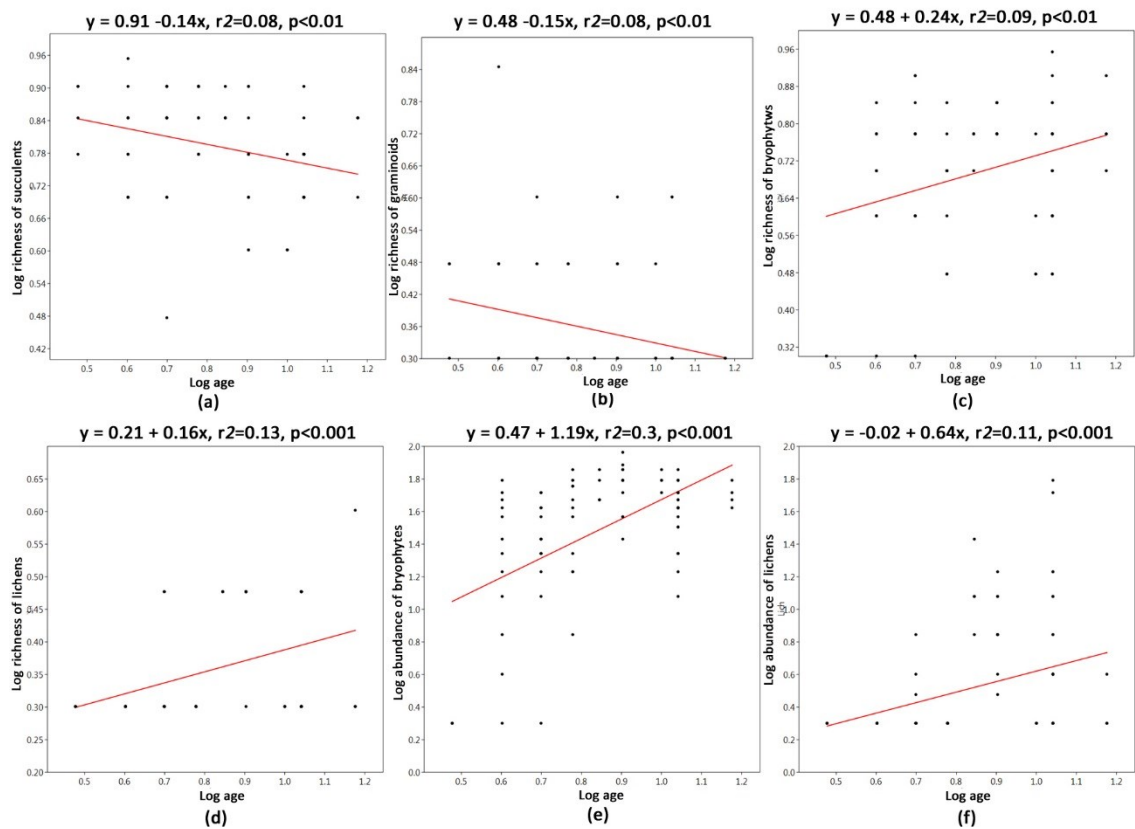 y = 0.91 -0.14x, r2=0.08, p<0.01
Log richness of succulents
0.96
0.90
0.84
0.78
0.72
0.66
0.60
0.54
0.48
0.42
0.5 0.6 0.7 0.8 0.9 1.0 1.1 1.2
Log age
(a)
y = 0.48 -0.15x, r2=0.08, p<0.01
Log richness of graminoids
0.84
0.78
0.72
0.66
0.60
0.54
0.48
0.42
0.36
0.30
0.5 0.6 0.7 0.8 0.9 1.0 1.1 1.2
Log age
(b)
y = 0.48 + 0.24x, r2=0.09, p<0.01
Log richness of bryophytws
0.96
0.88
0.80
0.72
0.64
0.56
0.48
0.40
0.32
0.5 0.6 0.7 0.8 0.9 1.0 1.1 1.2
Log age
(c)
y = 0.21 + 0.16x, r2=0.13, p<0.001
Log richness of lichens
0.65
0.60
0.55
0.50
0.45
0.40
0.35
0.30
0.25
0.20
0.5 0.6 0.7 0.8 0.9 1.0 1.1 1.2
Log age
(d)
y = 0.47 + 1.19x, r2=0.3, p<0.001
Log abundance of bryophytes
2.0
1.8
1.6
1.4
1.2
1.0
0.8
0.6
0.4
0.2
0.0
0.5 0.6 0.7 0.8 0.9 1.0 1.1 1.2
Log age
(e)
y = -0.02 + 0.64x, r2=0.11, p<0.001
Log abundance of lichens
Lich
2.0
1.8
1.6
1.4
1.2
1.0
0.8
0.6
0.4
0.2
0.0
0.5 0.6 0.7 0.8 0.9 1.0 1.1 1.2
Log age
(f)